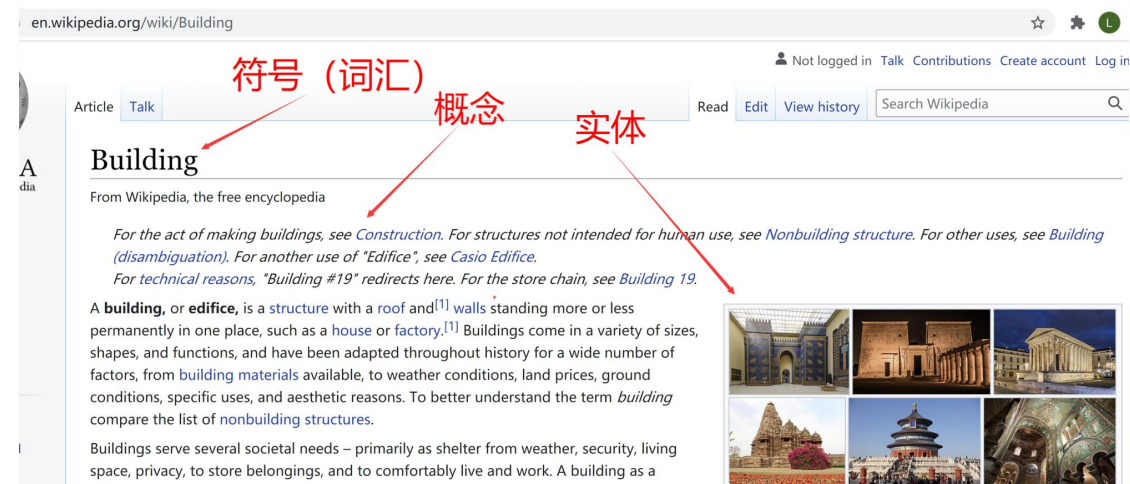 en.wikipedia.org/wiki/Building
L
Not logged in Talk Contributions Create account Log in
符号（词汇）
概念
实体
Article Talk
Read Edit View history Search Wikipedia
A
dia
Building
From Wikipedia, the free encyclopedia
For the act of making buildings, see Construction. For structures not intended for human use, see Nonbuilding structure. For other uses, see Building
(disambiguation). For another use of "Edifice", see Casio Edifice.
For technical reasons, "Building #19" redirects here. For the store chain, see Building 19.
A building, or edifice, is a structure with a roof and[1] walls standing more or less
permanently in one place, such as a house or factory.[1] Buildings come in a variety of sizes,
shapes, and functions, and have been adapted throughout history for a wide number of
factors, from building materials available, to weather conditions, land prices, ground
conditions, specific uses, and aesthetic reasons. To better understand the term building
compare the list of nonbuilding structures.
Buildings serve several societal needs – primarily as shelter from weather, security, living
space, privacy, to store belongings, and to comfortably live and work. A building as a